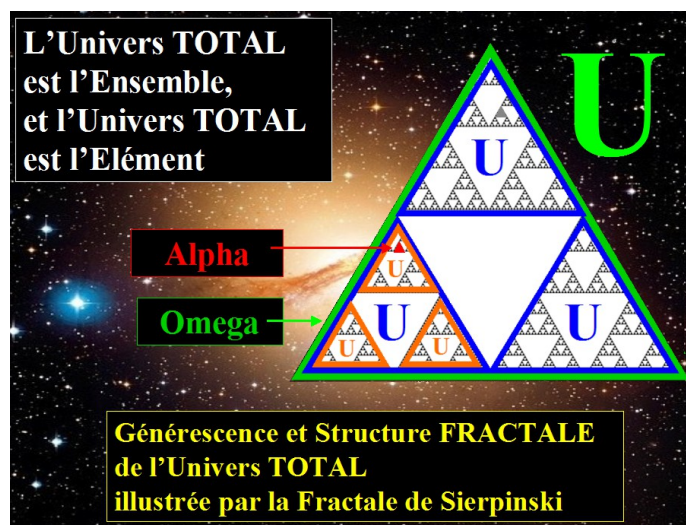 L'Univers TOTAL
est l'Ensemble,
et l'Univers TOTAL
est l'Elément
U
U
Alpha
U
Omega
U
U
U
U
Générescence et Structure FRACTALE
de l'Univers TOTAL
illustrée par la Fractale de Sierpinski